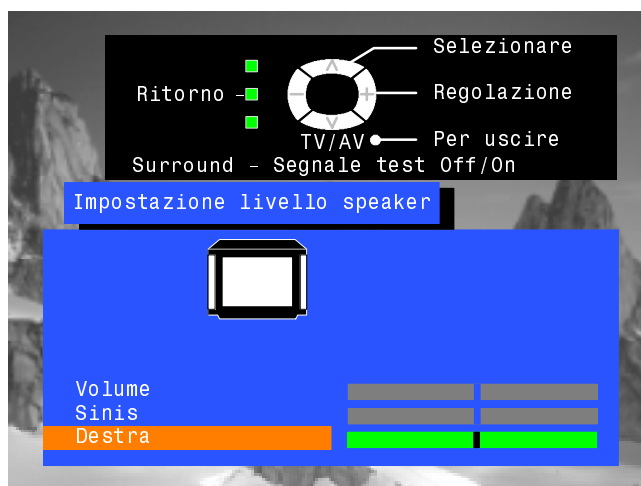 Selezionare
Ritorno
Regolazione
TV/AV
Per uscire
Surround - Segnale test Off/On
Impostazione livello speaker
Volume
Sinis
Destra